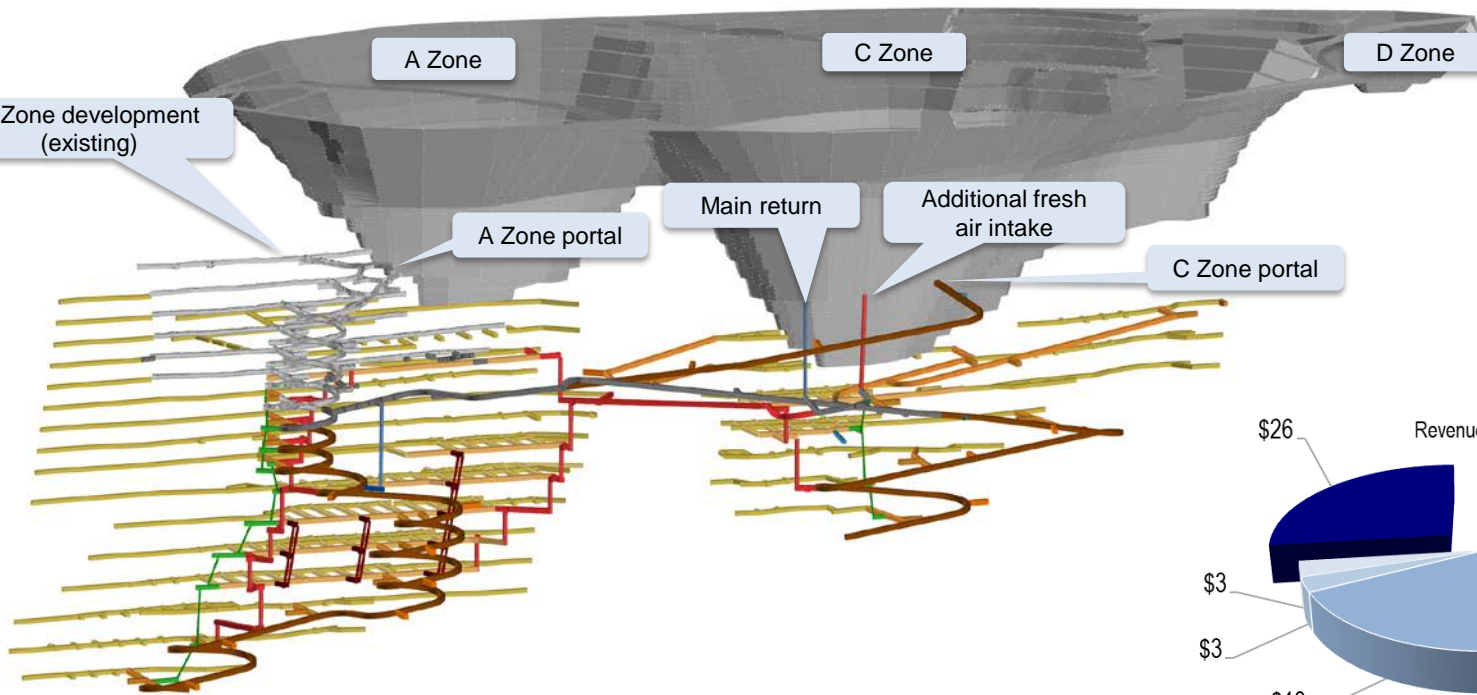 A Zone
C Zone
D Zone
Zone development
(existing)
A Zone portal
Main return
Additional fresh
air intake
C Zone portal
$26
$3
$3